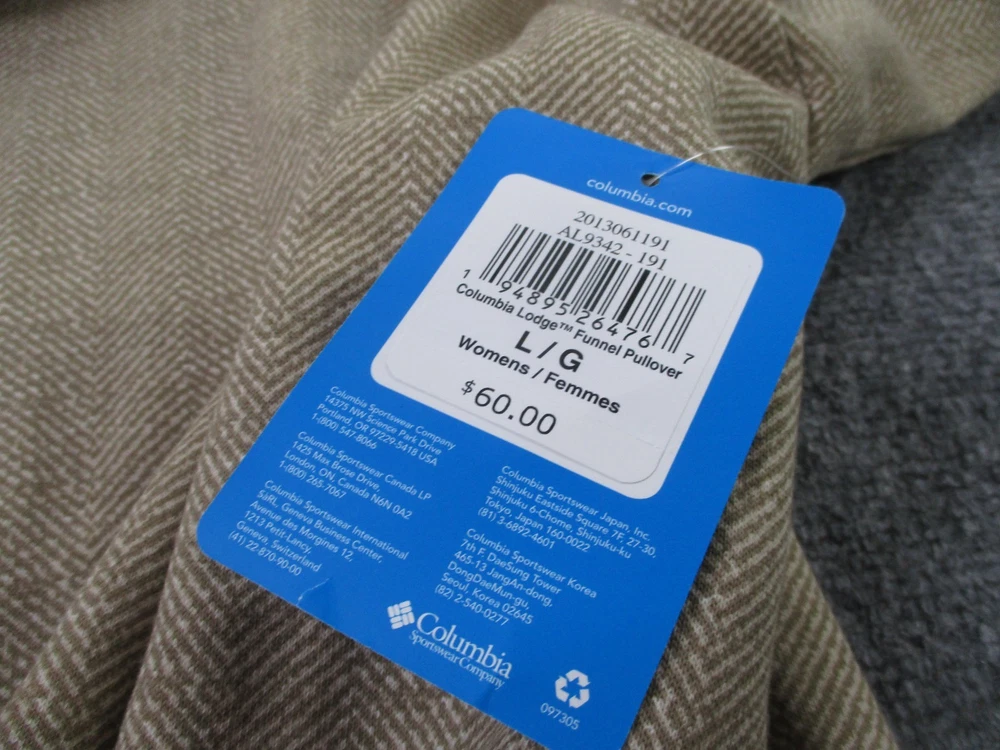 columbia.com
2013061191
AL9342 - 191
1 94895 26476 7
Columbia Lodge™ Funnel Pullover
L / G
Womens / Femmes
$60.00
Columbia Sportswear Company
14375 NW Science Park Drive
Portland, OR 97229-5418 USA
1-(800) 547-8066
Columbia Sportswear Canada LP
1425 Max Brose Drive,
London, ON, Canada N6N 0A2
1-(800) 265-7067
Columbia Sportswear International
SàRL, Geneva Business Center,
Avenue des Morgines 12,
1213 Petit-Lancy,
Geneva, Switzerland
(41) 22-870-90-00
Columbia Sportswear Japan, Inc.
Shinjuku Eastside Square 7F, 27-30,
Shinjuku 6-Chome, Shinjuku-ku
Tokyo, Japan 160-0022
(81) 3-6892-4601
Columbia Sportswear Korea
7th F. DaeSung Tower
465-13 JangAn-dong,
DongDaeMun-gu,
Seoul, Korea 02645
(82) 2-540-0277
Columbia
Sportswear Company
097305